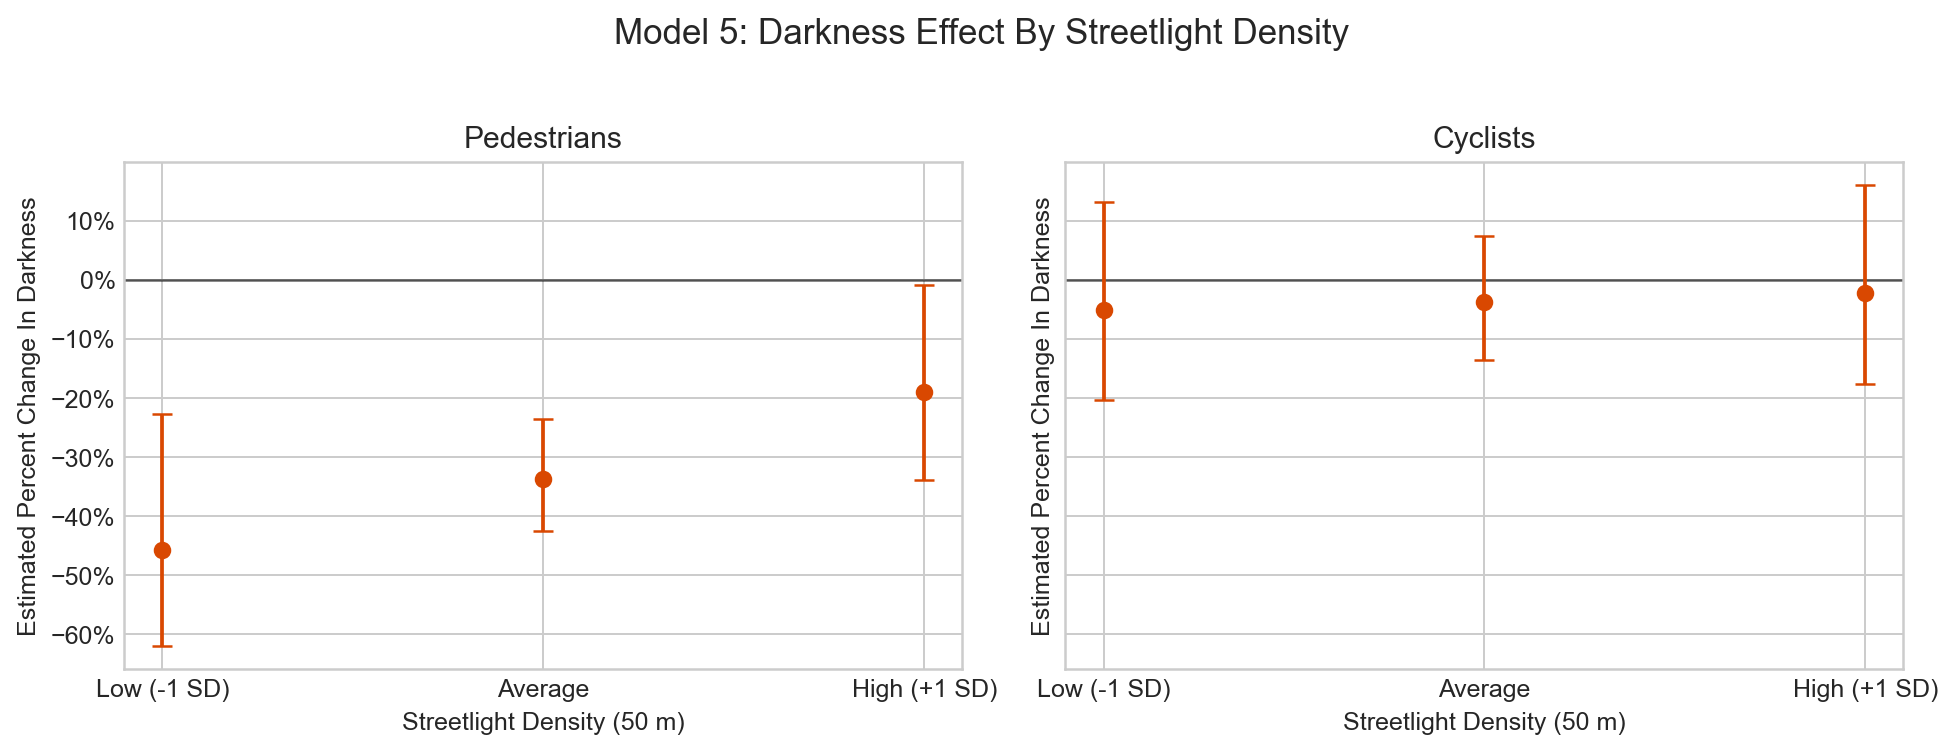 Model 5: Darkness Effect By Streetlight Density
Pedestrians
Estimated Percent Change In Darkness
10%
0%
−10%
−20%
−30%
−40%
−50%
−60%
Low (-1 SD)
Average
High (+1 SD)
Streetlight Density (50 m)
Cyclists
Estimated Percent Change In Darkness
Low (-1 SD)
Average
High (+1 SD)
Streetlight Density (50 m)